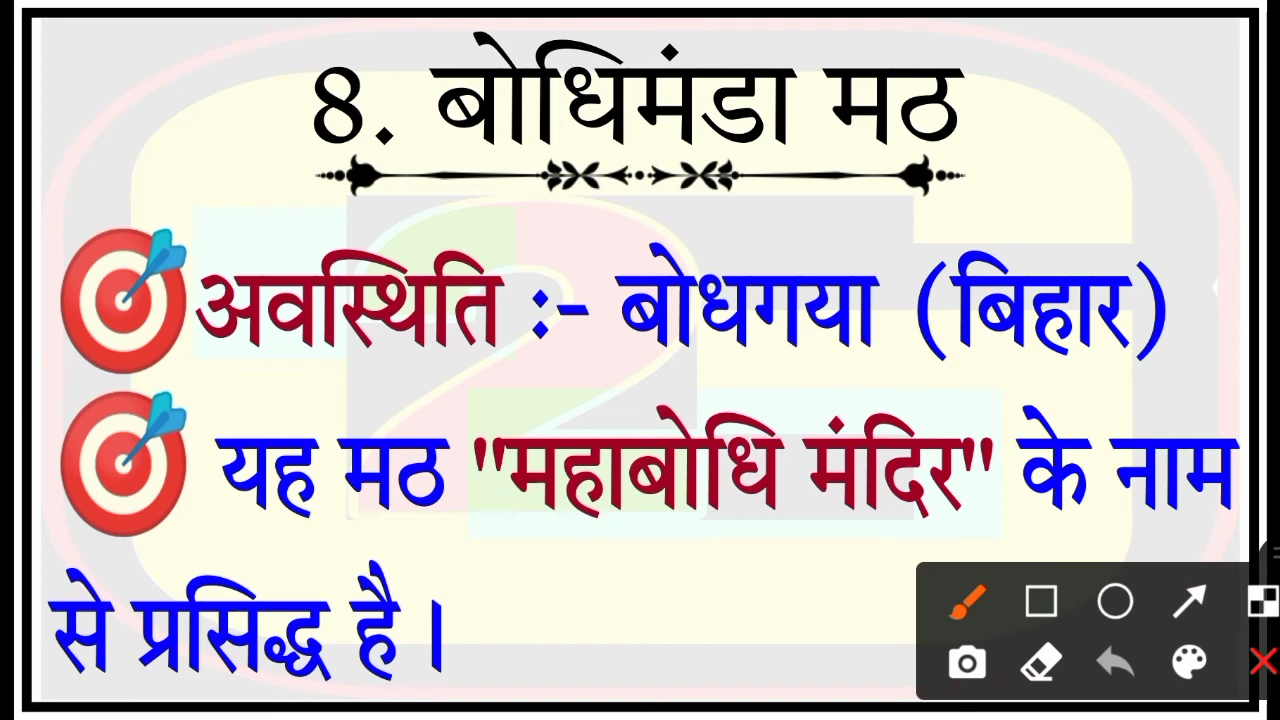 8. बोधिमंडा मठ
अवस्थिति :- बोधगया (बिहार)
यह मठ "महाबोधि मंदिर" के नाम
से प्रसिद्ध है।